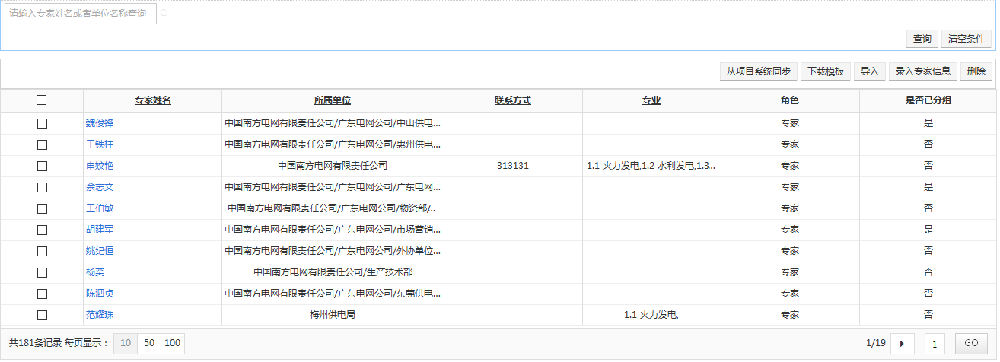 请输入专家姓名或者单位名称查询
查询 清空条件
从项目系统同步 下载模板 导入 录入专家信息 删除
专家姓名 所属单位 联系方式 专业 角色 是否已分组
魏俊锋 中国南方电网有限责任公司/广东电网公司/中山供电... 专家 是
王铁柱 中国南方电网有限责任公司/广东电网公司/惠州供电... 专家 否
申姣艳 中国南方电网有限责任公司 313131 1.1 火力发电,1.2 水利发电,1.3... 专家 否
余志文 中国南方电网有限责任公司/广东电网公司/广东电网... 专家 是
王伯敏 中国南方电网有限责任公司/广东电网公司/物资部/... 专家 否
胡建军 中国南方电网有限责任公司/广东电网公司/市场营销... 专家 是
姚纪恒 中国南方电网有限责任公司/广东电网公司/外协单位... 专家 否
杨奕 中国南方电网有限责任公司/生产技术部 专家 否
陈泗贞 中国南方电网有限责任公司/广东电网公司/东莞供电... 专家 否
范耀珠 梅州供电局 1.1 火力发电, 专家 否
共181条记录 每页显示： 10 50 100 1/19 1 GO